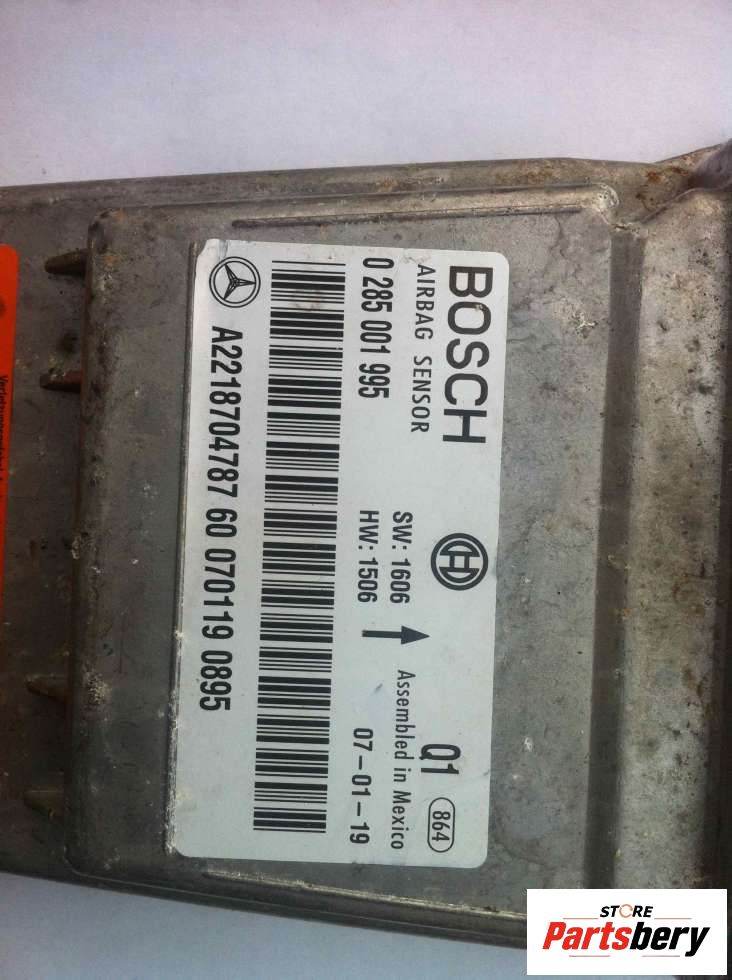 BOSCH
AIRBAG SENSOR
0 285 001 995
SW: 1606
HW: 1506
Q1 864
Assembled in Mexico
07-01-19
A2218704787 60 070119 0895
STORE
Partsbery